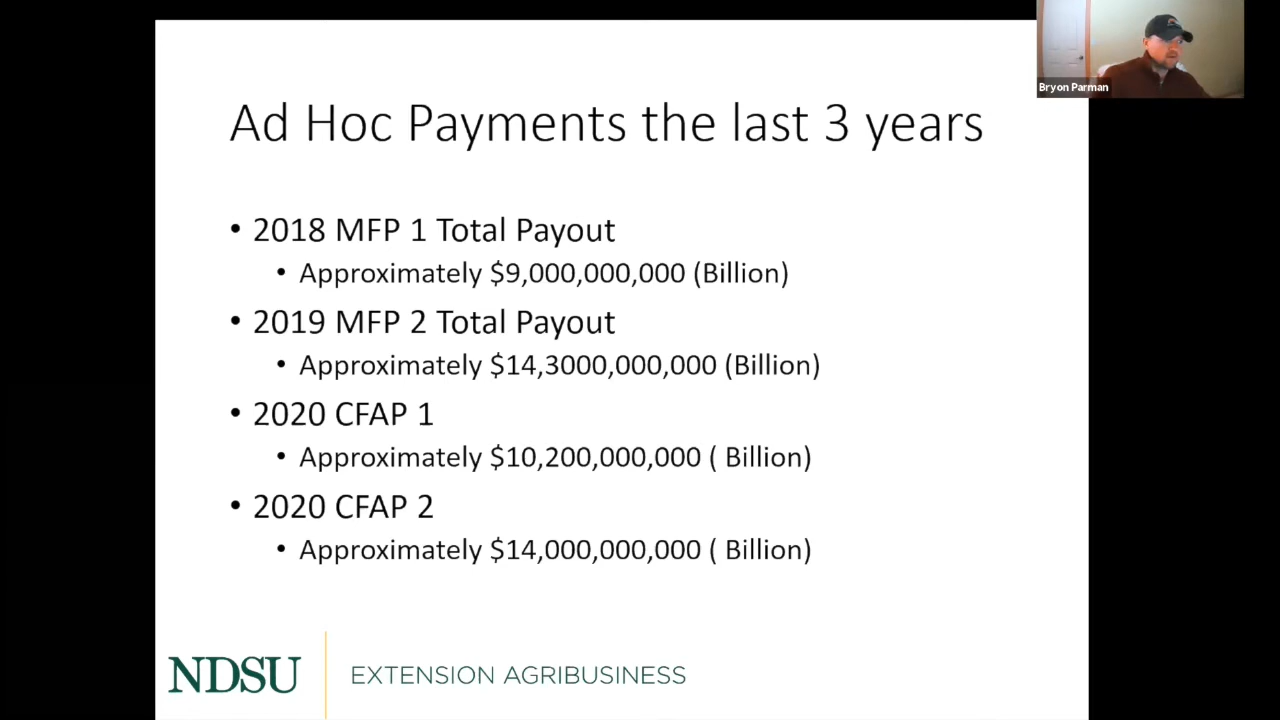 Bryon Parman
Ad Hoc Payments the last 3 years
• 2018 MFP 1 Total Payout
• Approximately $9,000,000,000 (Billion)
• 2019 MFP 2 Total Payout
• Approximately $14,3000,000,000 (Billion)
• 2020 CFAP 1
• Approximately $10,200,000,000 ( Billion)
• 2020 CFAP 2
• Approximately $14,000,000,000 ( Billion)
NDSU EXTENSION AGRIBUSINESS